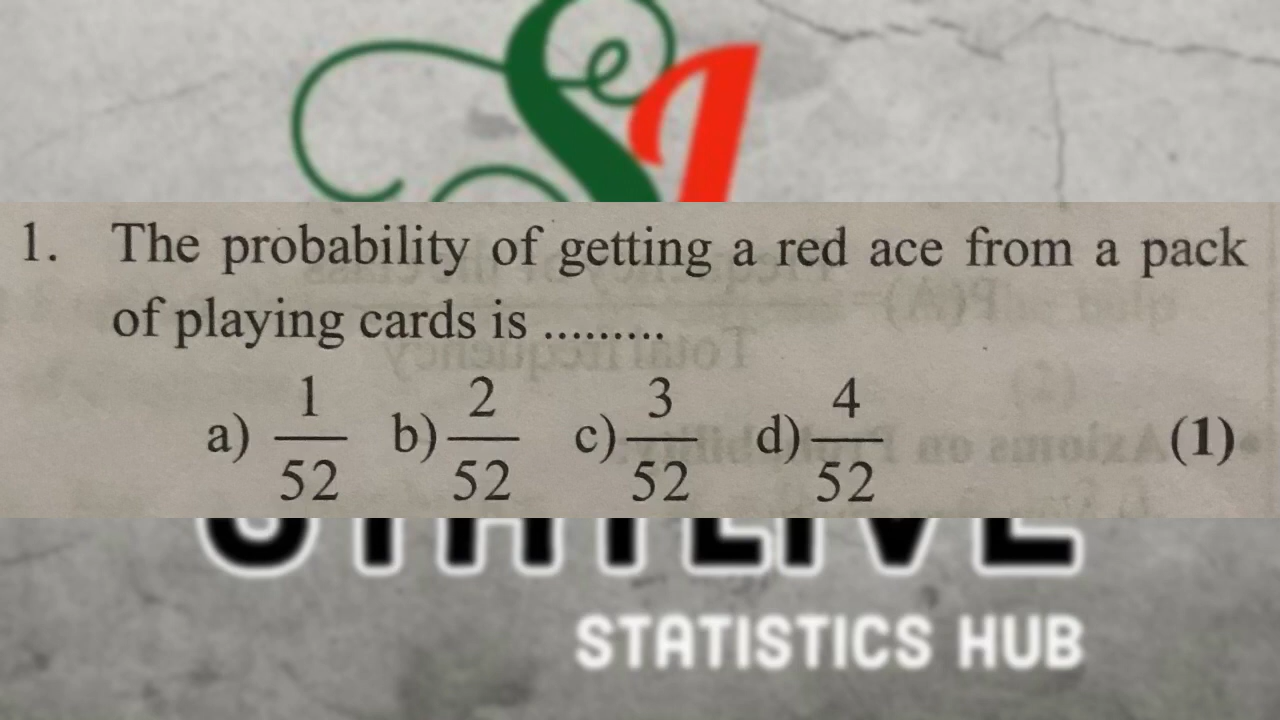 1. The probability of getting a red ace from a pack
of playing cards is .........
a) 1/52 b) 2/52 c) 3/52 d) 4/52 (1)
STATISTICS HUB